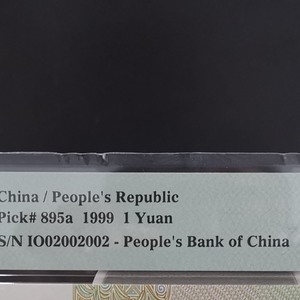 China / People's Republic
Pick# 895a 1999 1 Yuan
S/N IO02002002 - People's Bank of China